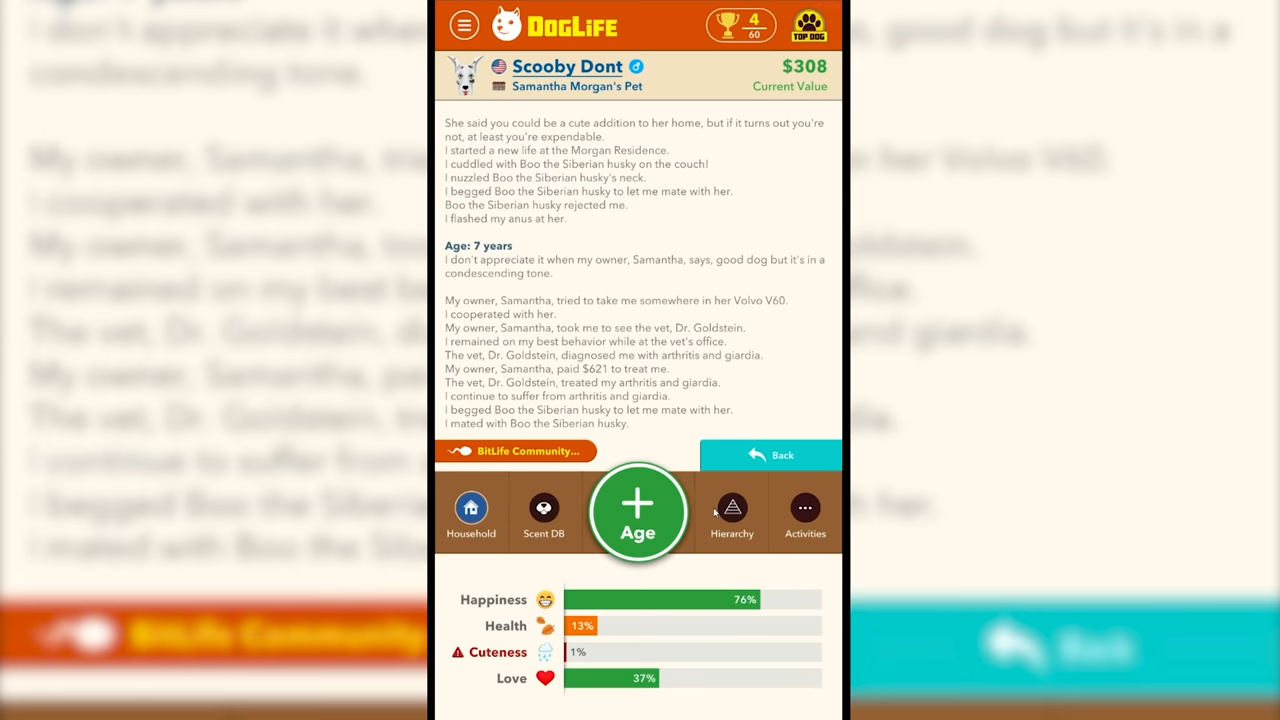 DOGLIFE
4
60
TOP DOG
Scooby Dont
$308
Samantha Morgan's Pet
Current Value
She said you could be a cute addition to her home, but if it turns out you're
not, at least you're expendable.
I started a new life at the Morgan Residence.
I cuddled with Boo the Siberian husky on the couch!
I nuzzled Boo the Siberian husky's neck.
I begged Boo the Siberian husky to let me mate with her.
Boo the Siberian husky rejected me.
I flashed my anus at her.
Age: 7 years
I don't appreciate it when my owner, Samantha, says, good dog but it's in a
condescending tone.
My owner, Samantha, tried to take me somewhere in her Volvo V60.
I cooperated with her.
My owner, Samantha, took me to see the vet, Dr. Goldstein.
I remained on my best behavior while at the vet's office.
The vet, Dr. Goldstein, diagnosed me with arthritis and giardia.
My owner, Samantha, paid $621 to treat me.
The vet, Dr. Goldstein, treated my arthritis and giardia.
I continue to suffer from arthritis and giardia.
I begged Boo the Siberian husky to let me mate with her.
I mated with Boo the Siberian husky.
BitLife Community...
Back
Household
Scent DB
Age
Hierarchy
Activities
Happiness 76%
Health 13%
Cuteness 1%
Love 37%